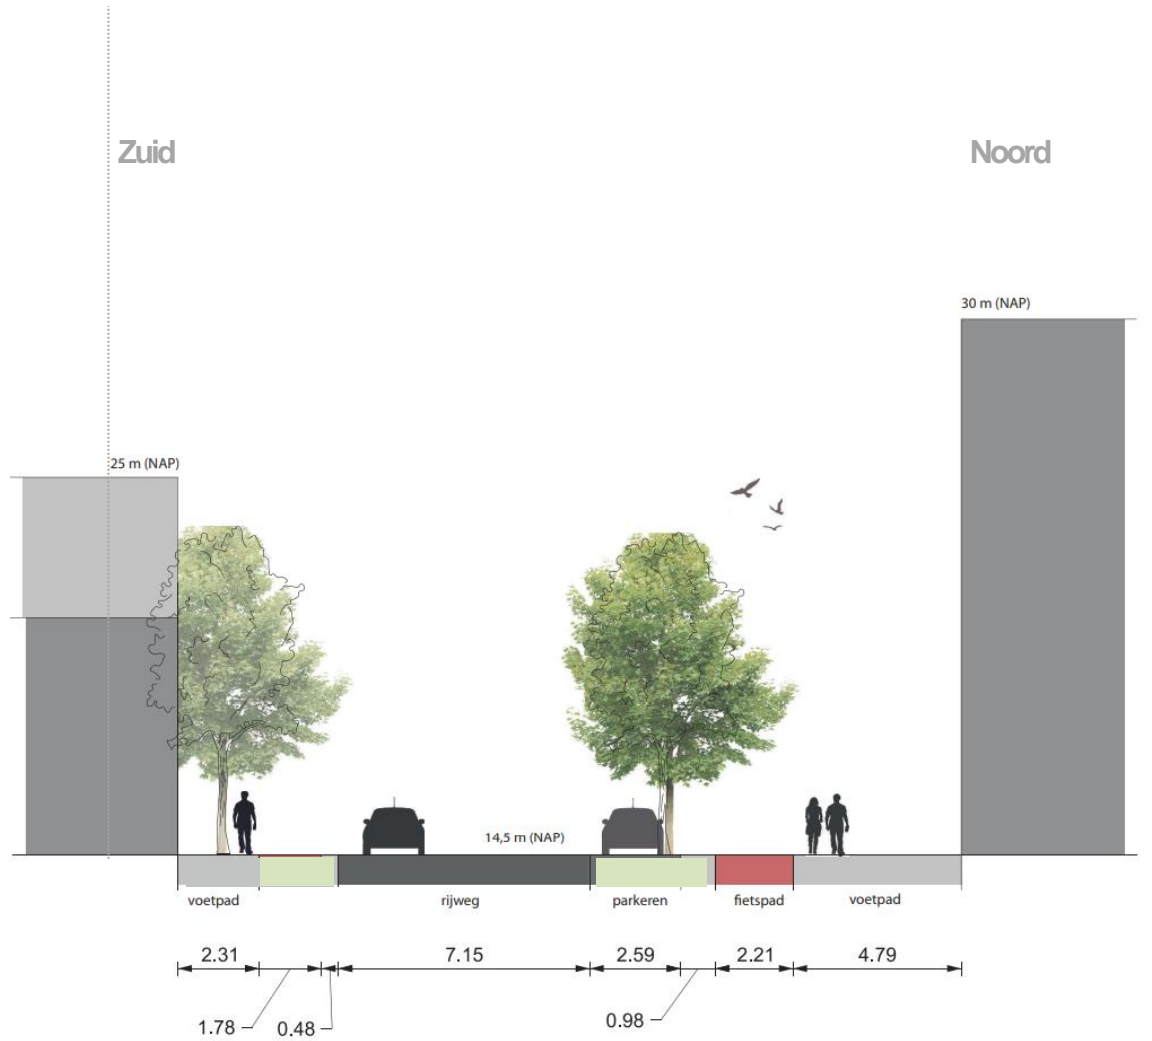 Zuid
Noord
30 m (NAP)
25 m (NAP)
14,5 m (NAP)
voetpad
rijweg
parkeren
fietspad
voetpad
2.31
7.15
2.59
2.21
4.79
1.78
0.48
0.98